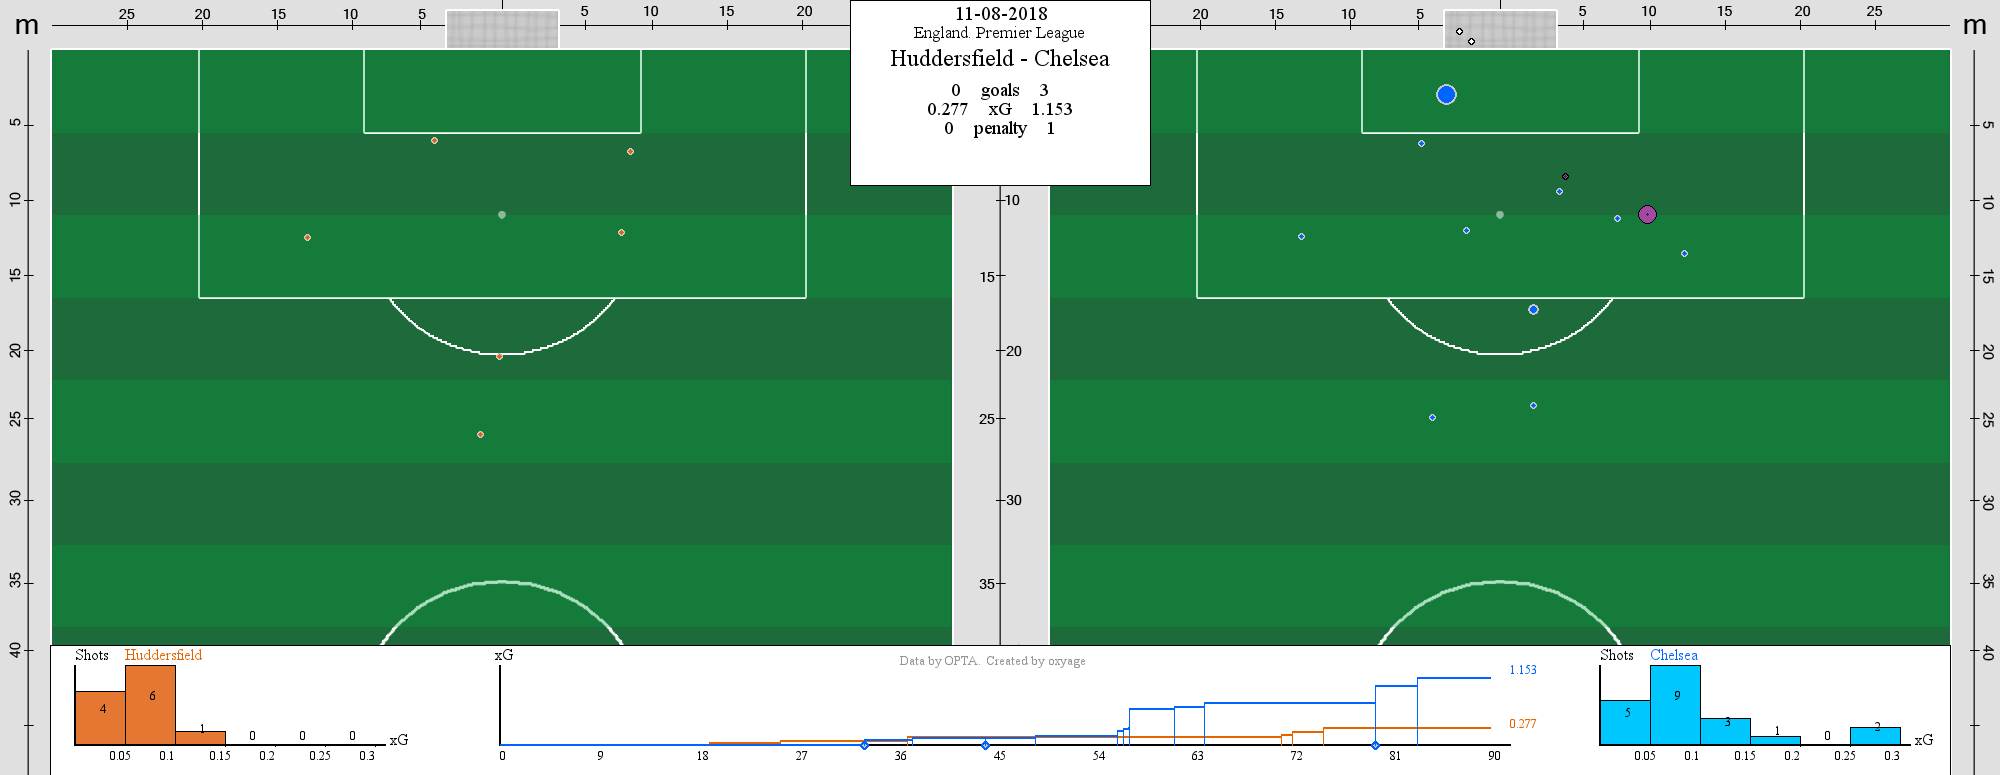 m 25 20 15 10 5 5 10 15 20
20 15 10 5 5 10 15 20 25 m
11-08-2018
England. Premier League
Huddersfield - Chelsea
0 goals 3
0.277 xG 1.153
0 penalty 1
5 10 15 20 25 30 35 40
10 15 20 25 30 35
5 10 15 20 25 30 35 40
Shots Huddersfield
4 6 1 0 0 0
xG
0.05 0.1 0.15 0.2 0.25 0.3
xG
Data by OPTA. Created by oxyage
1.153
0.277
0 9 18 27 36 45 54 63 72 81 90
Shots Chelsea
5 9 3 1 0 2
xG
0.05 0.1 0.15 0.2 0.25 0.3